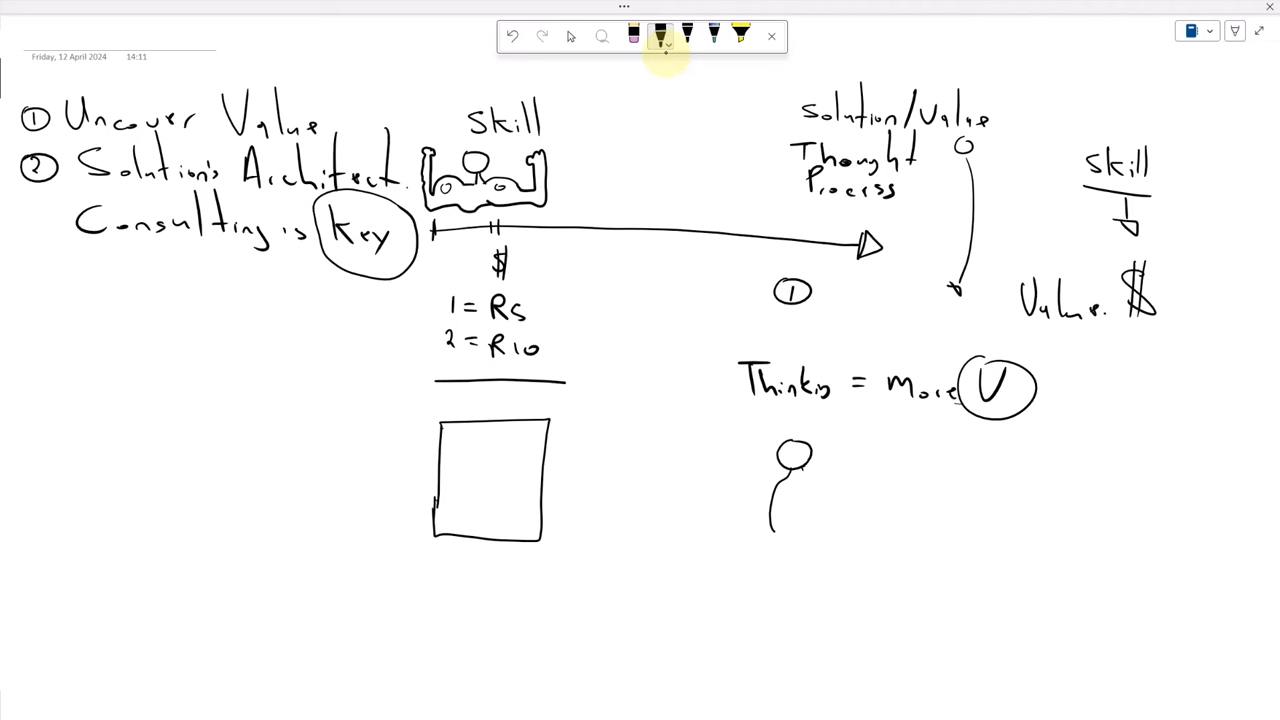 Friday, 12 April 2024 14:11
① Uncover Value
② Solution's Architect.
Consulting is Key
Skill
$
1 = R5
2 = R10
Solution/Value
Thought
Process
①
Skill
Value. $
Thinking = more V